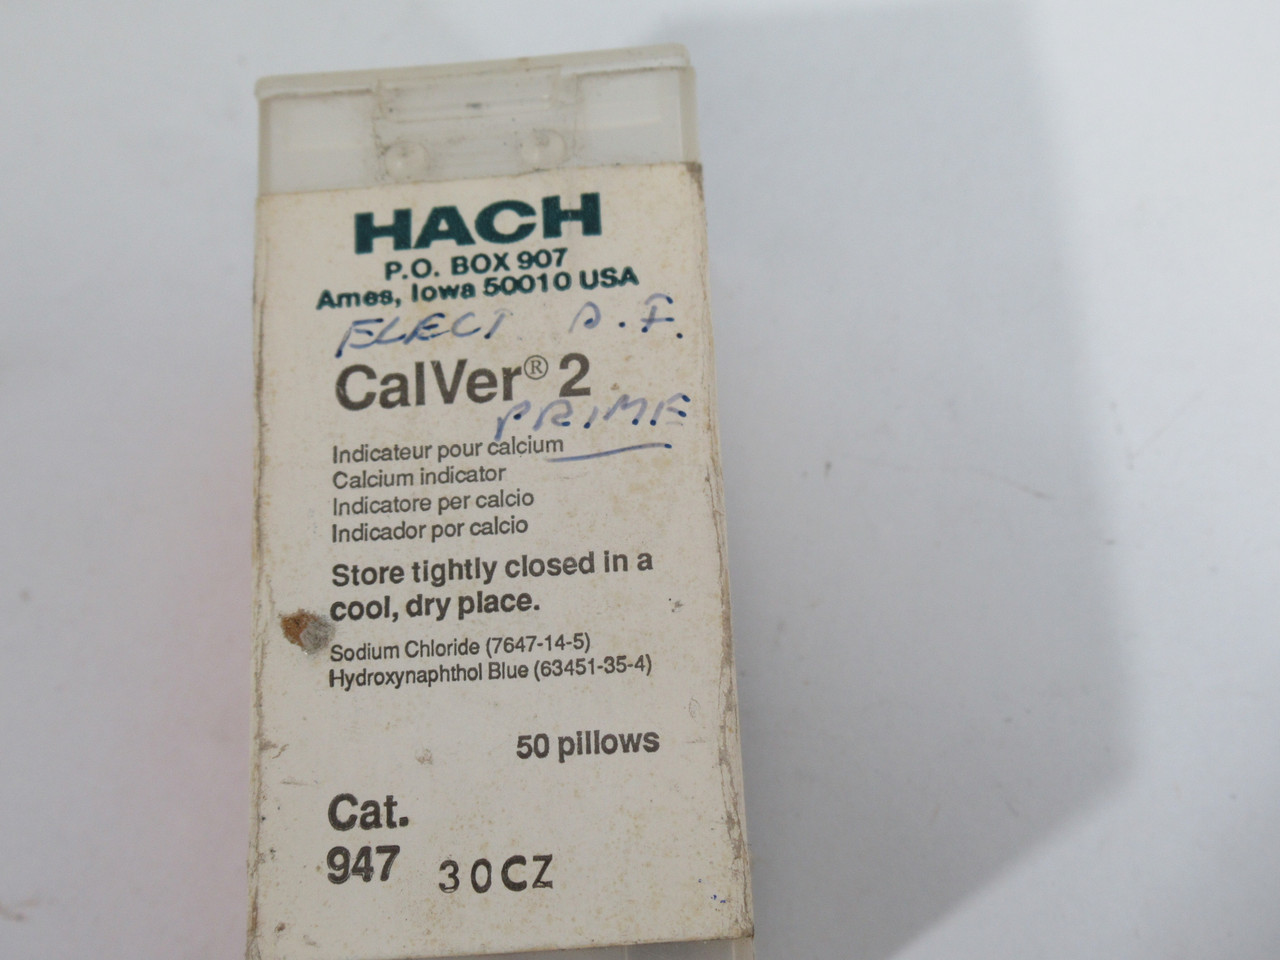 HACH
P.O. BOX 907
Ames, Iowa 50010 USA
ELECT D.I.
CalVer® 2
PRIME
Indicateur pour calcium
Calcium indicator
Indicatore per calcio
Indicador por calcio
Store tightly closed in a
cool, dry place.
Sodium Chloride (7647-14-5)
Hydroxynaphthol Blue (63451-35-4)
50 pillows
Cat.
947 30CZ